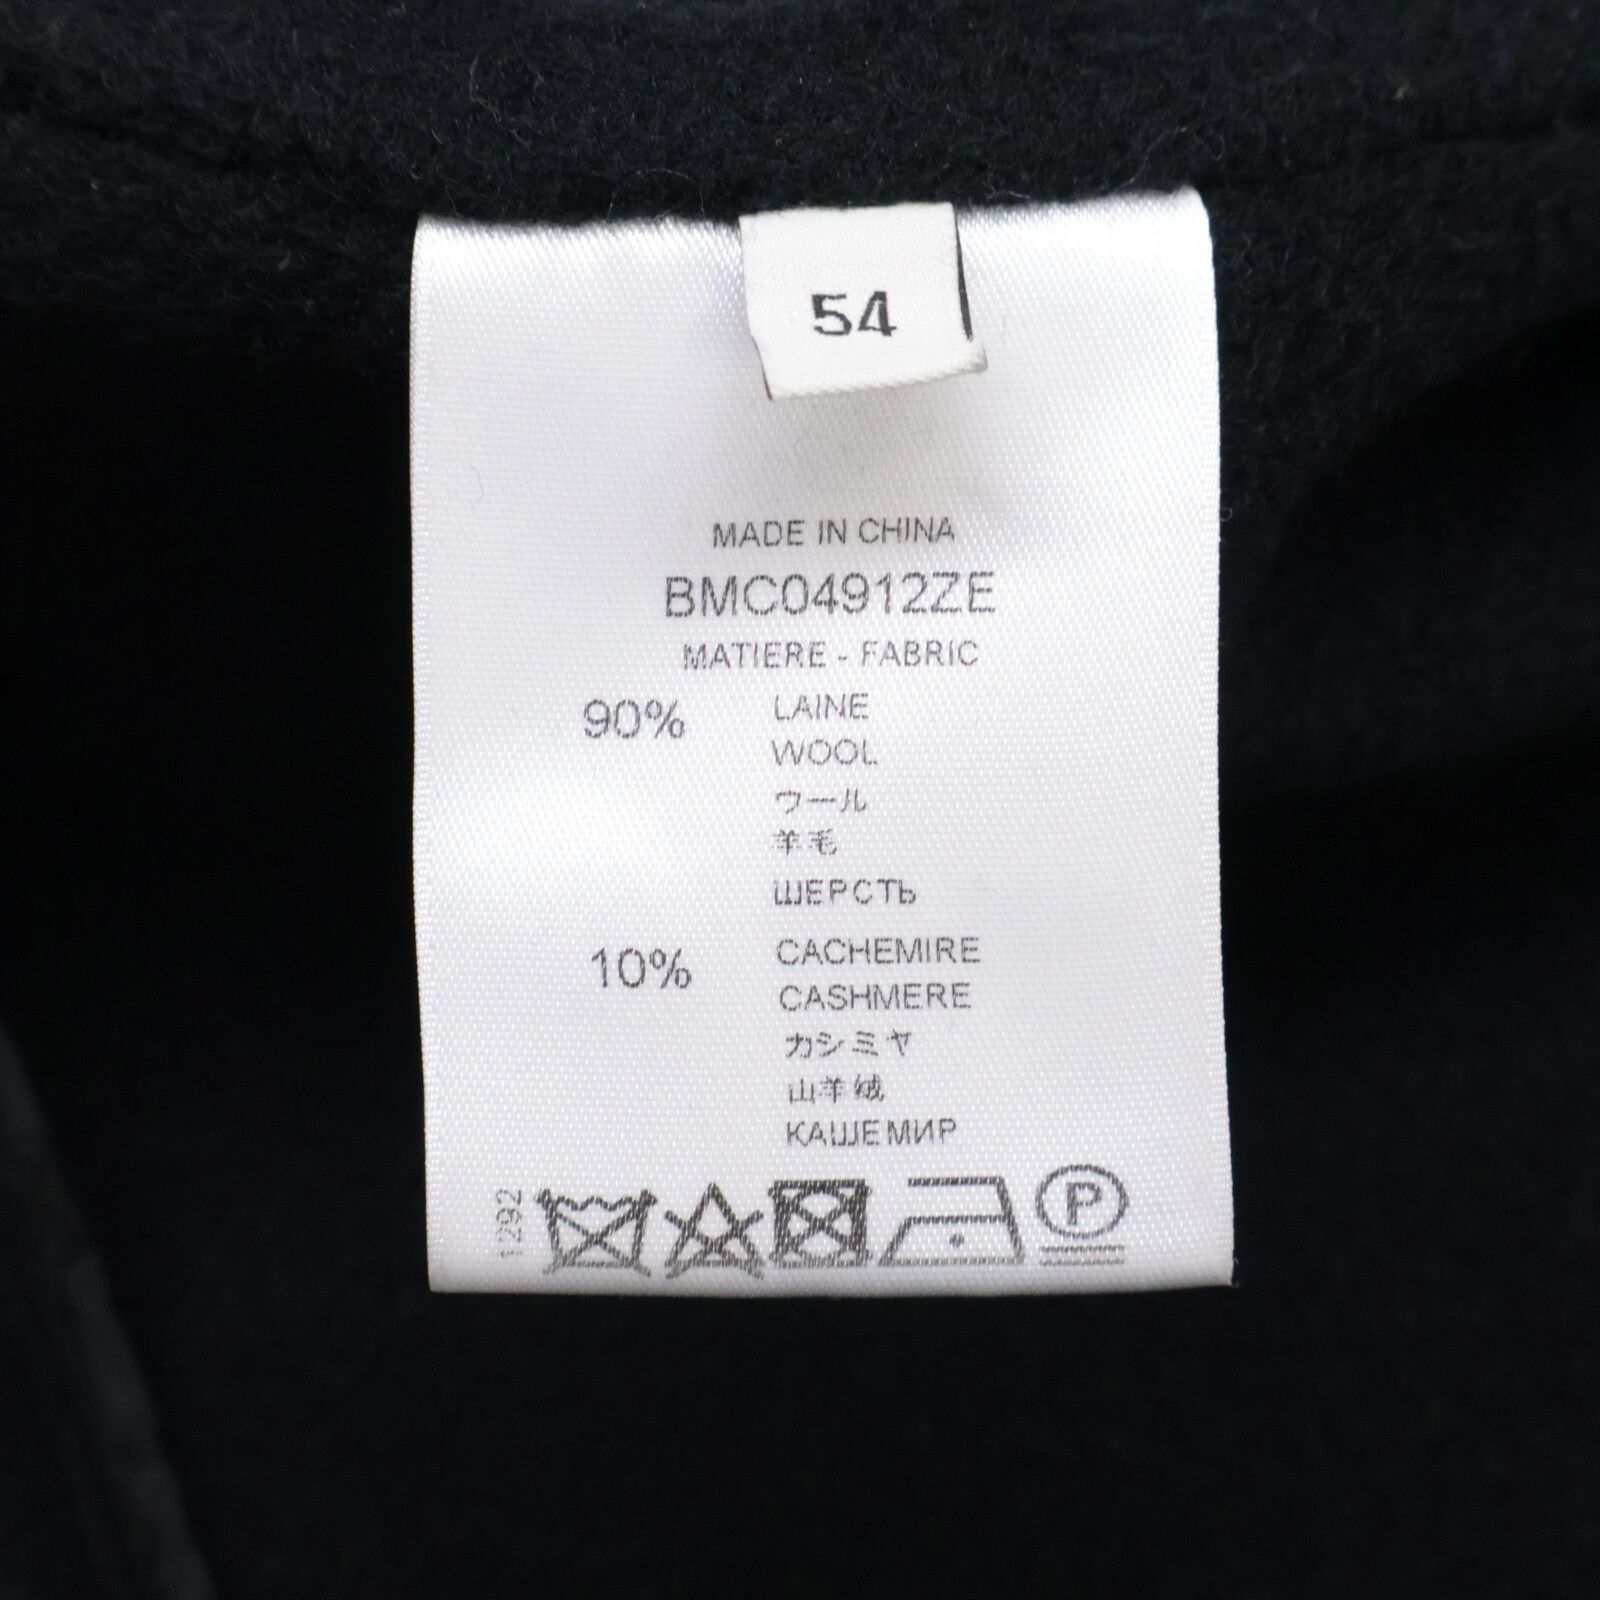 54
MADE IN CHINA
BMC04912ZE
MATIERE - FABRIC
90% LAINE
WOOL
ウール
羊毛
ШЕРСТЬ
10% CACHEMIRE
CASHMERE
カシミヤ
山羊绒
КАШЕМИР
1292
P